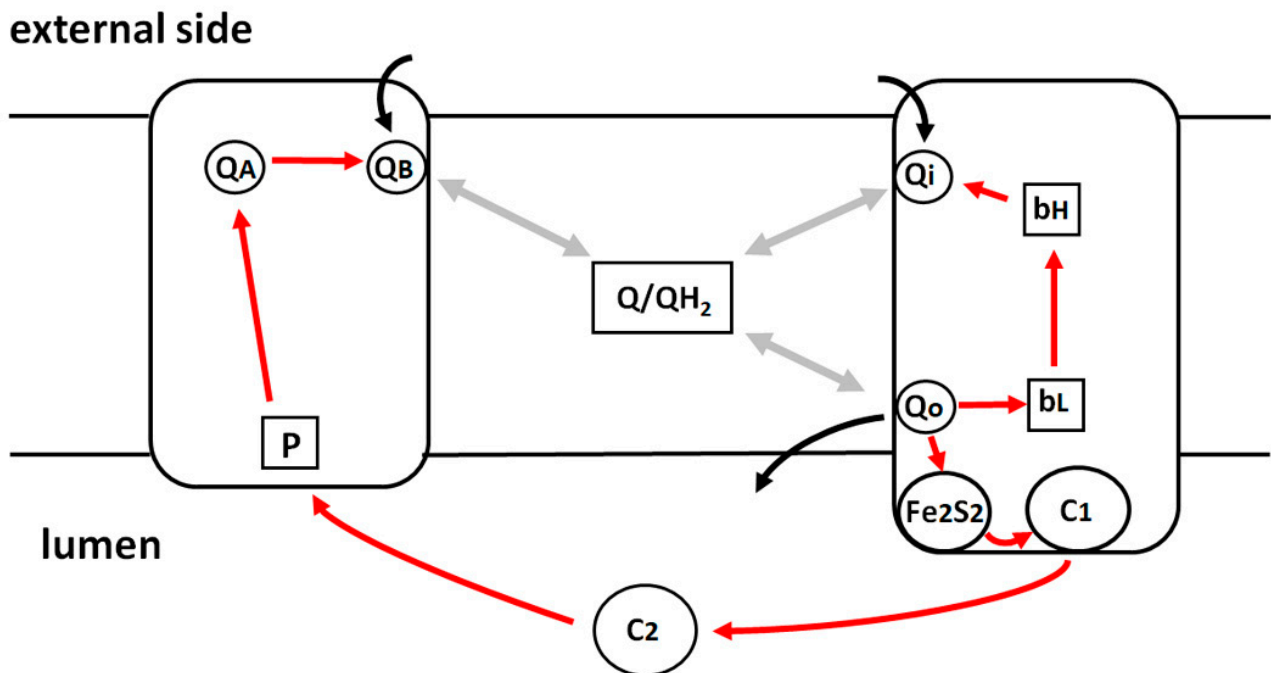 external side
QA
QB
Qi
bH
Q/QH₂
Qo
bL
P
Fe2S2
C1
lumen
C2